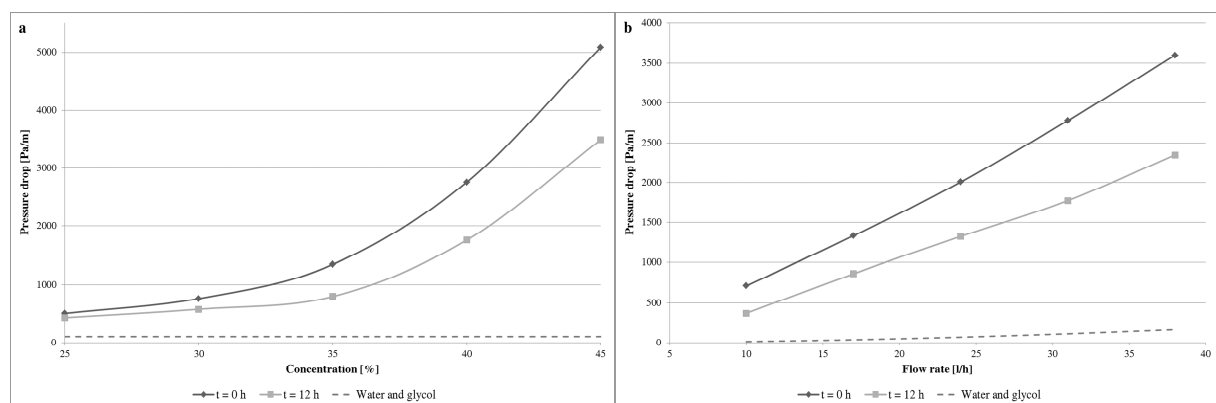 a
Pressure drop [Pa/m]
5000
4000
3000
2000
1000
0
25 30 35 40 45
Concentration [%]
t = 0 h t = 12 h Water and glycol
b
Pressure drop [Pa/m]
4000
3500
3000
2500
2000
1500
1000
500
0
5 10 15 20 25 30 35 40
Flow rate [l/h]
t = 0 h t = 12 h Water and glycol